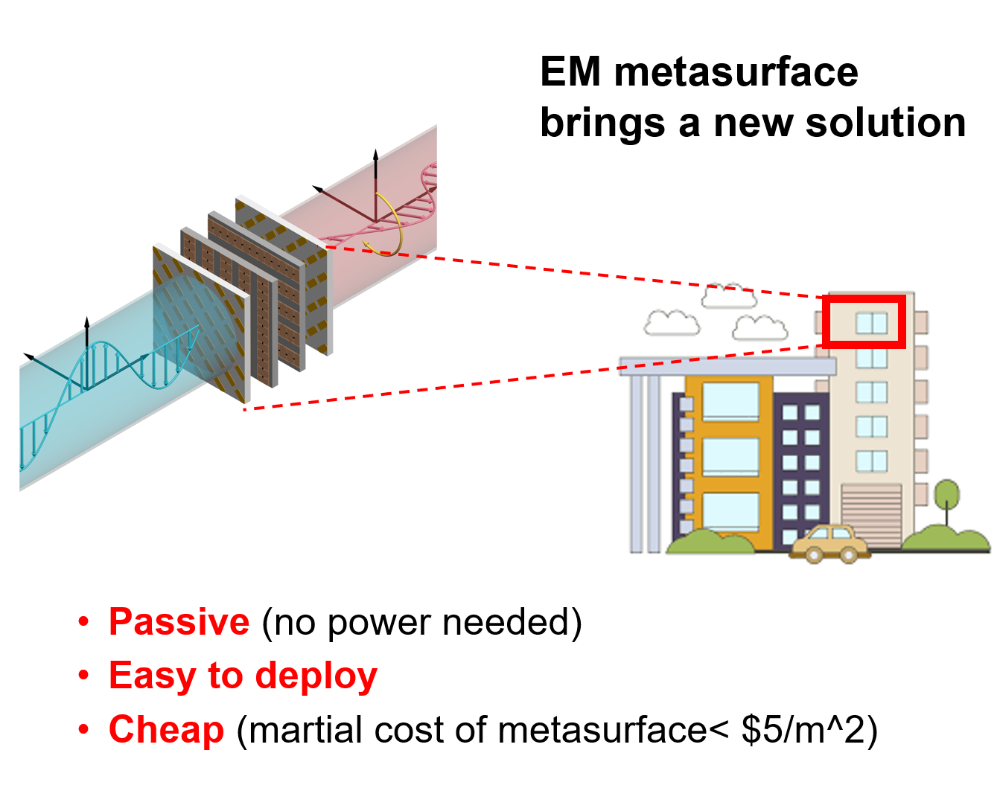 EM metasurface
brings a new solution
• Passive (no power needed)
• Easy to deploy
• Cheap (martial cost of metasurface< $5/m^2)